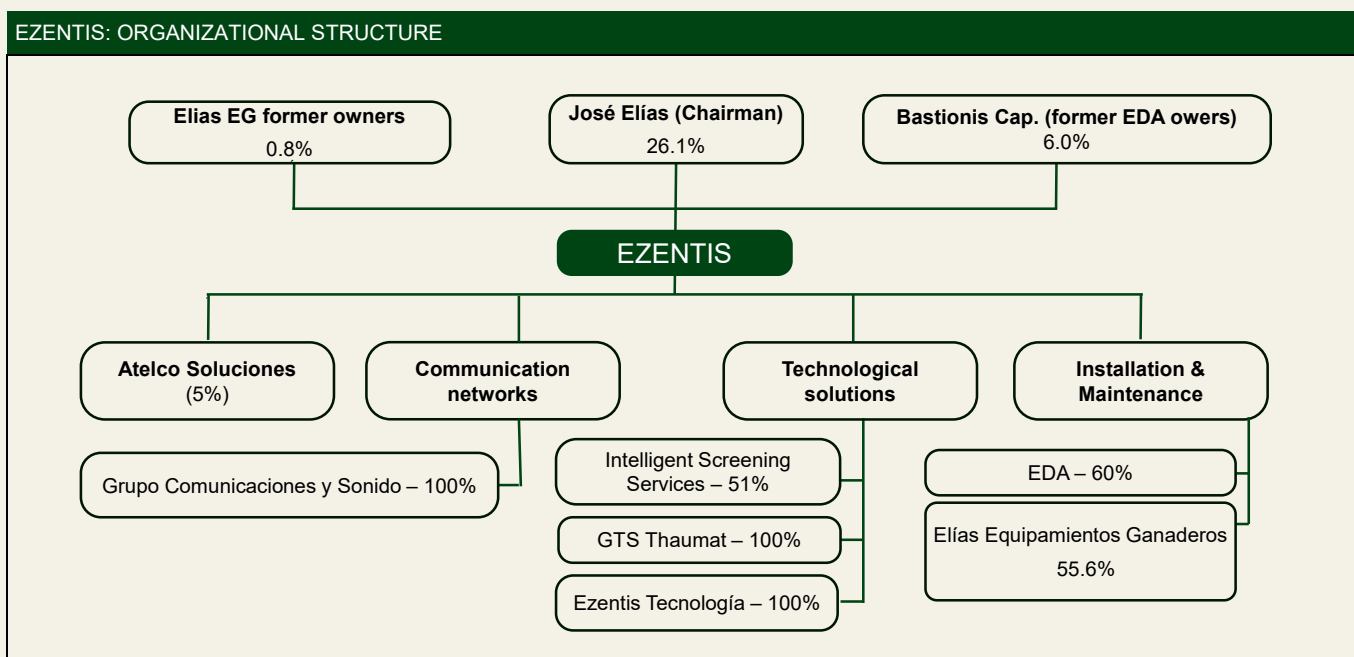 EZENTIS: ORGANIZATIONAL STRUCTURE
Elias EG former owners
0.8%
José Elías (Chairman)
26.1%
Bastionis Cap. (former EDA owers)
6.0%
EZENTIS
Atelco Soluciones
(5%)
Communication
networks
Technological
solutions
Installation &
Maintenance
Grupo Comunicaciones y Sonido – 100%
Intelligent Screening
Services – 51%
GTS Thaumat – 100%
Ezentis Tecnología – 100%
EDA – 60%
Elías Equipamientos Ganaderos
55.6%